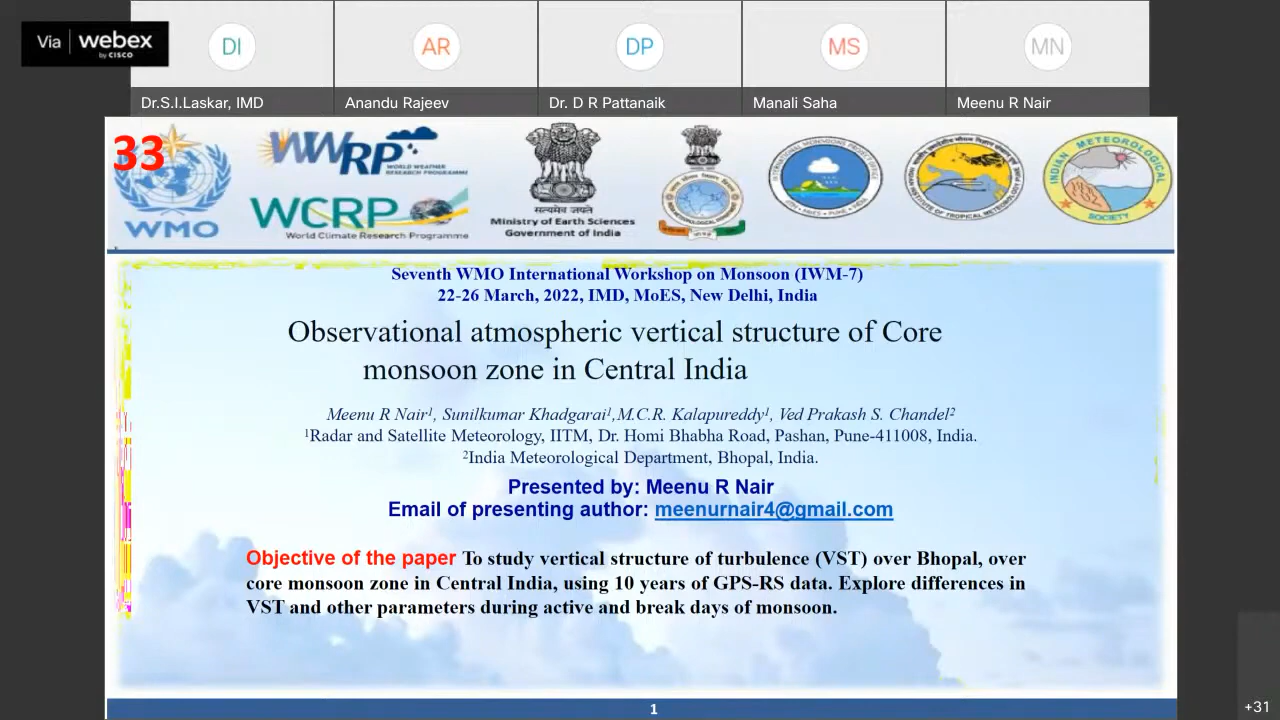 Via webex
by CISCO
DI
AR
DP
MS
MN
Dr.S.I.Laskar, IMD
Anandu Rajeev
Dr. D R Pattanaik
Manali Saha
Meenu R Nair
33
WMO
WWRP
WORLD WEATHER
RESEARCH PROGRAMME
WCRP
World Climate Research Programme
सत्यमेव जयते
Ministry of Earth Sciences
Government of India
INDIAN METEOROLOGICAL
SOCIETY
Seventh WMO International Workshop on Monsoon (IWM-7)
22-26 March, 2022, IMD, MoES, New Delhi, India
Observational atmospheric vertical structure of Core
monsoon zone in Central India
Meenu R Nair¹, Sunilkumar Khadgarai¹,M.C.R. Kalapureddy¹, Ved Prakash S. Chandel²
¹Radar and Satellite Meteorology, IITM, Dr. Homi Bhabha Road, Pashan, Pune-411008, India.
²India Meteorological Department, Bhopal, India.
Presented by: Meenu R Nair
Email of presenting author: meenurnair4@gmail.com
Objective of the paper To study vertical structure of turbulence (VST) over Bhopal, over
core monsoon zone in Central India, using 10 years of GPS-RS data. Explore differences in
VST and other parameters during active and break days of monsoon.
1
+31